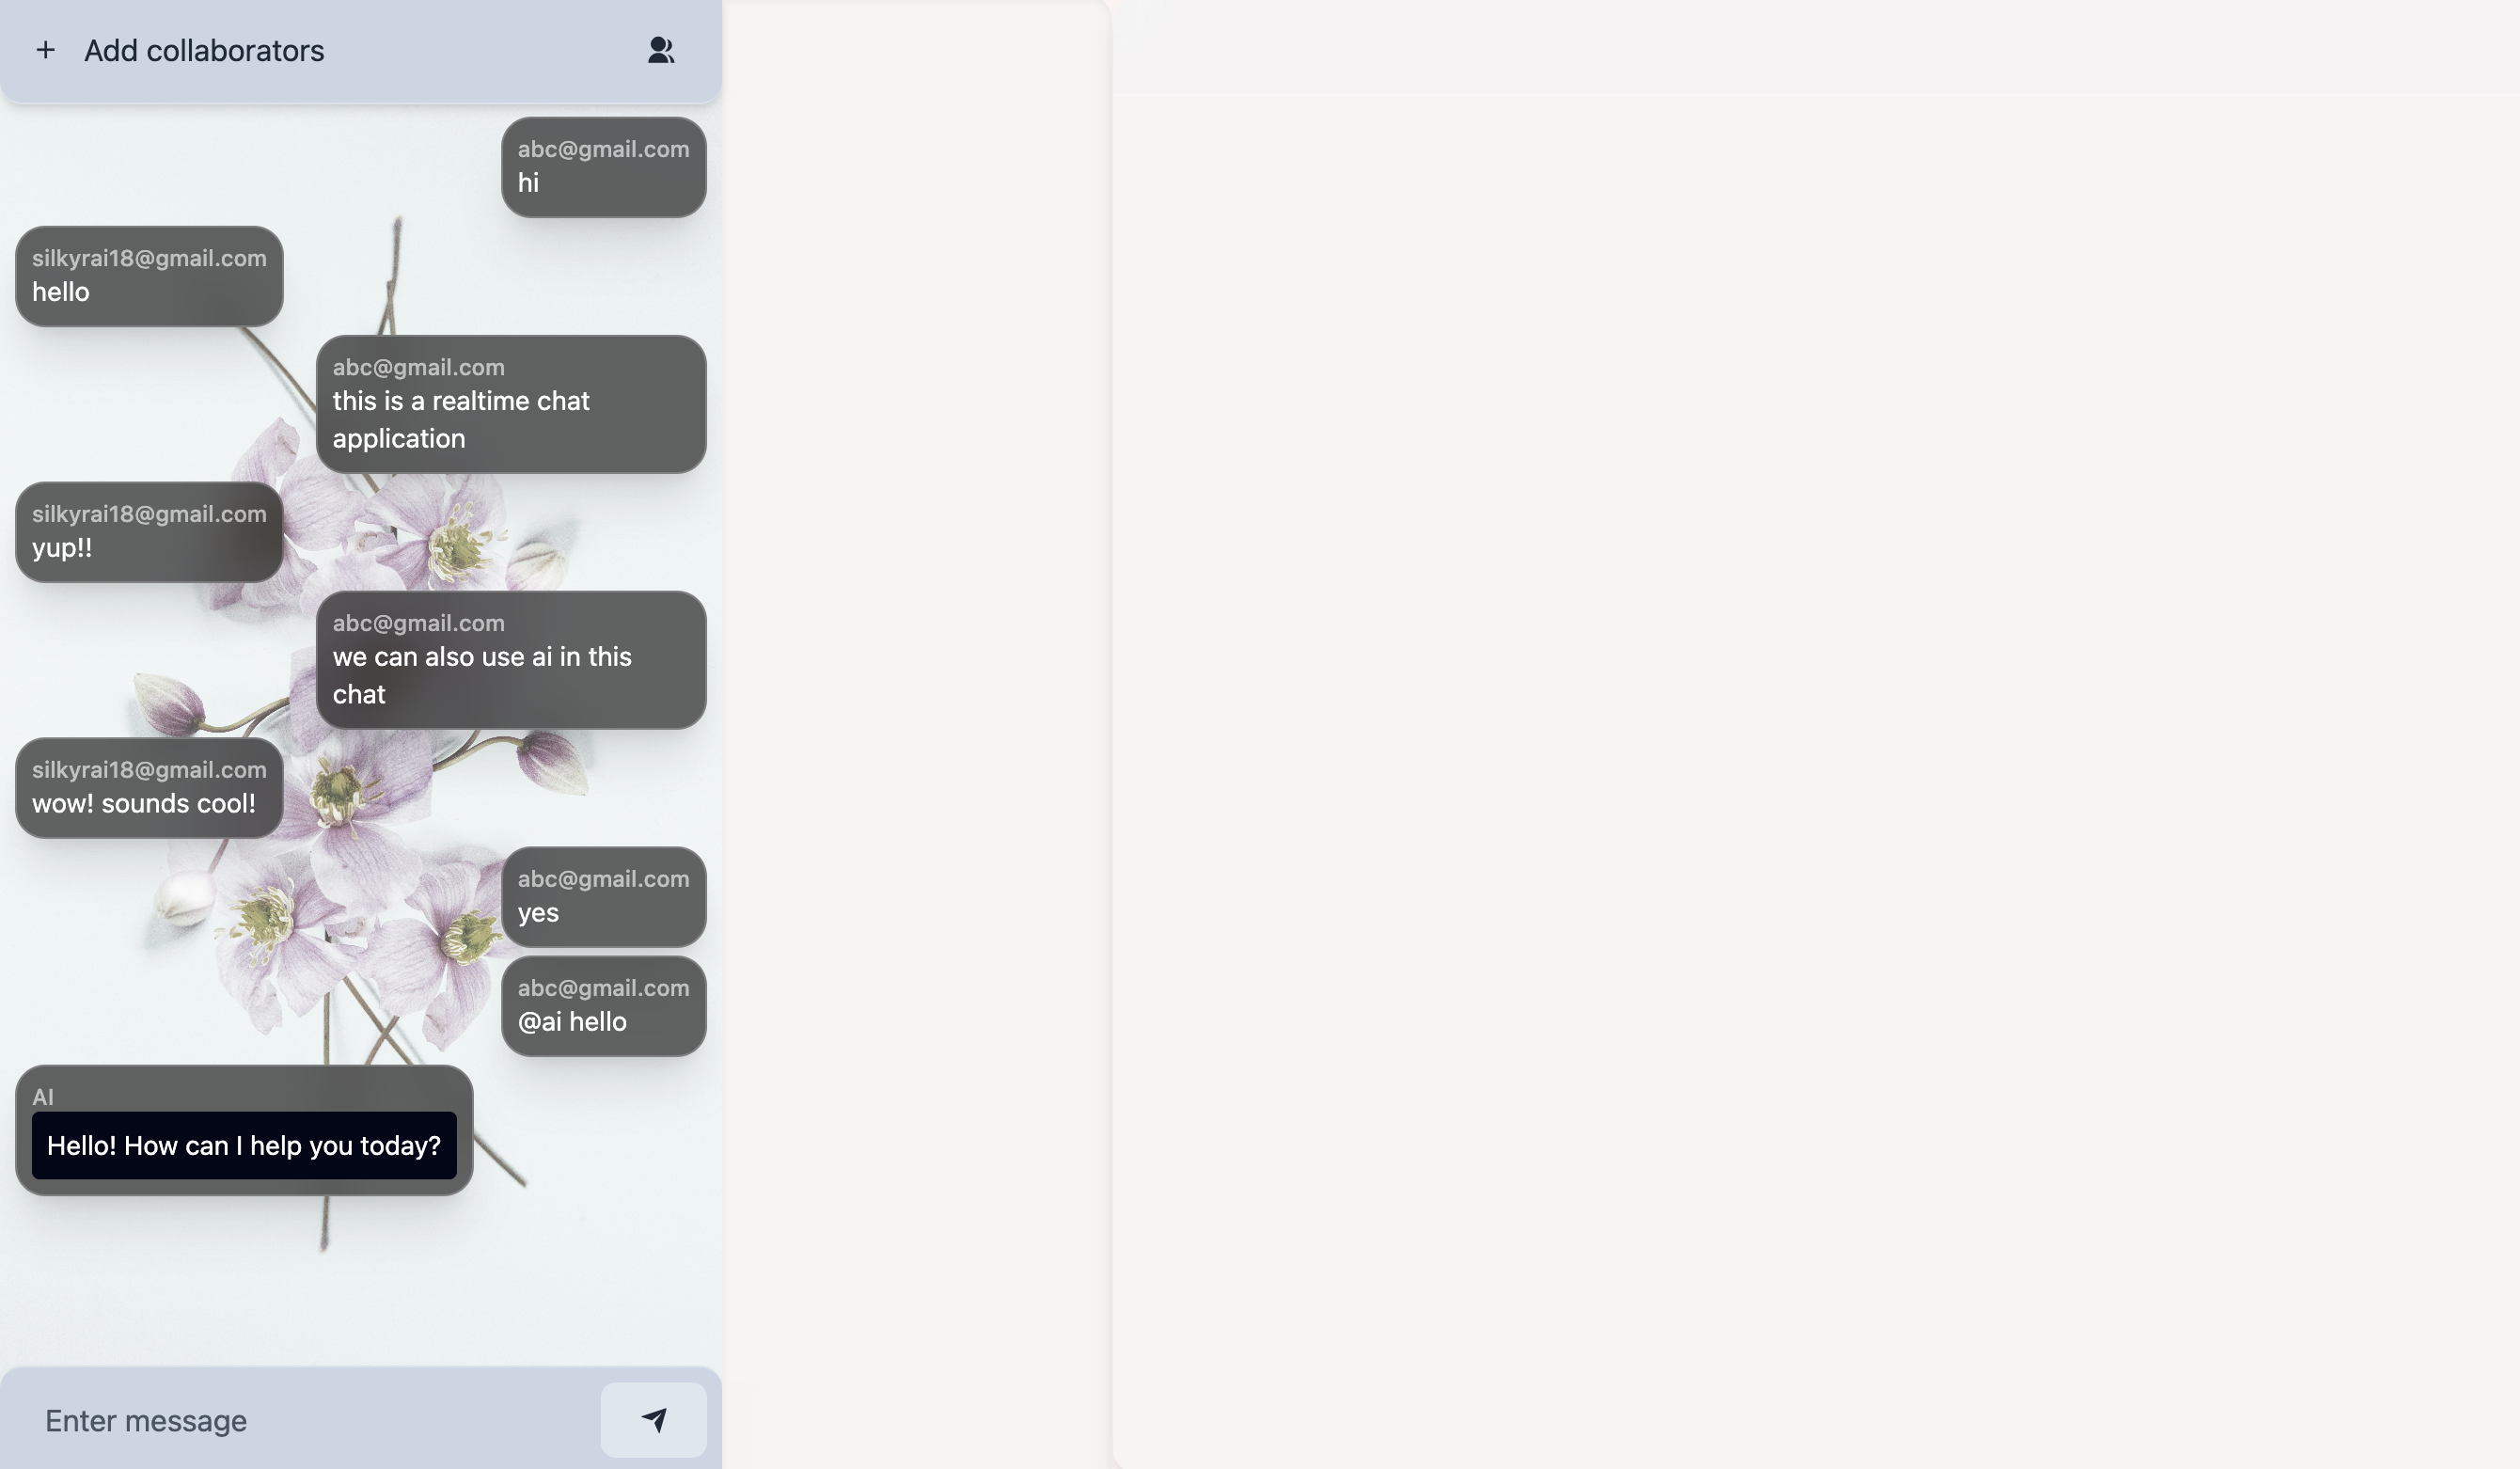 + Add collaborators
abc@gmail.com
hi
silkyrai18@gmail.com
hello
abc@gmail.com
this is a realtime chat
application
silkyrai18@gmail.com
yup!!
abc@gmail.com
we can also use ai in this
chat
silkyrai18@gmail.com
wow! sounds cool!
abc@gmail.com
yes
abc@gmail.com
@ai hello
AI
Hello! How can I help you today?
Enter message